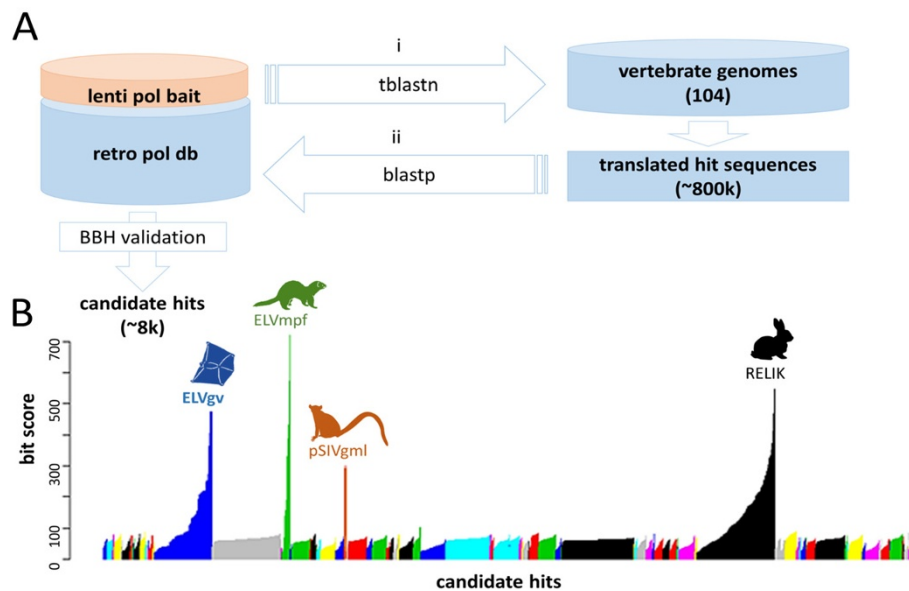 A
i
tblastn
lenti pol bait
retro pol db
vertebrate genomes
(104)
ii
blastp
translated hit sequences
(~800k)
BBH validation
candidate hits
(~8k)
B
ELVmpf
ELVgv
pSIVgml
RELIK
bit score
700
500
300
100
0
candidate hits